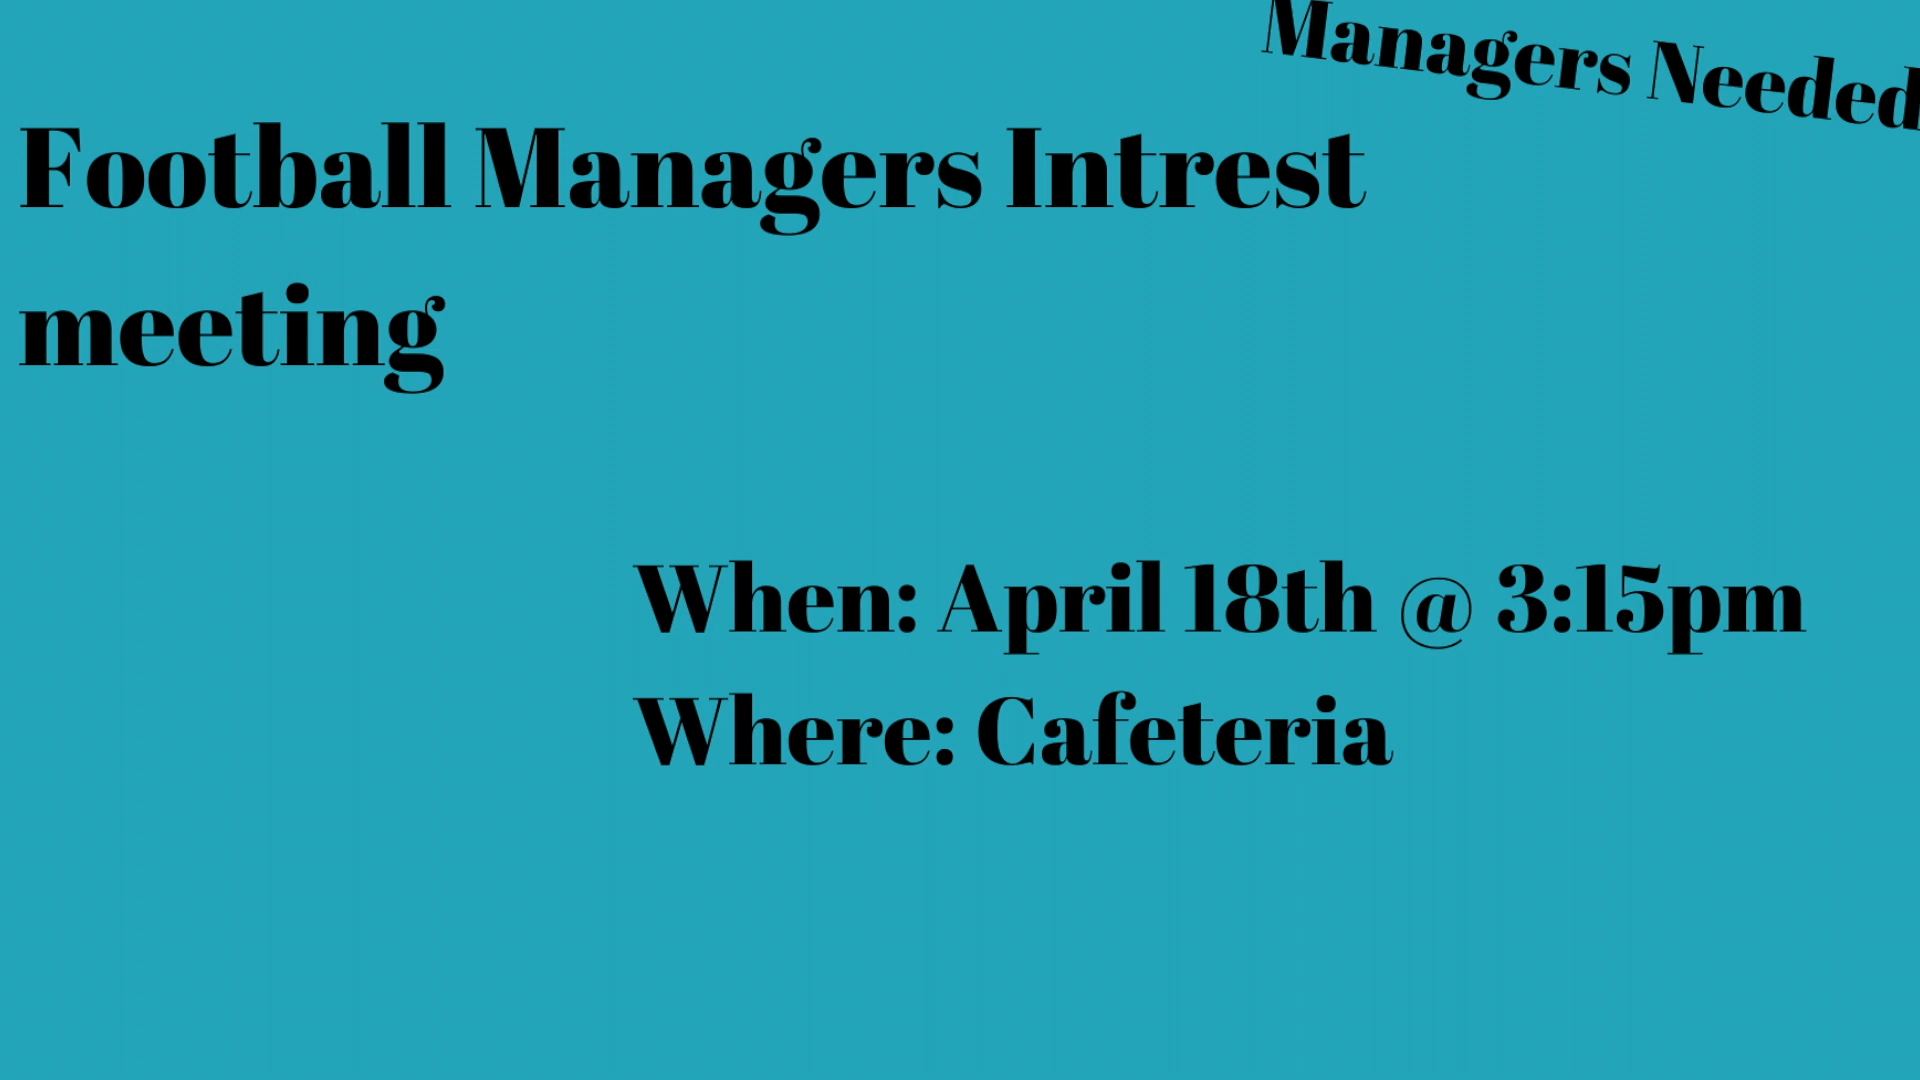 Managers Needed
Football Managers Intrest
meeting
When: April 18th @ 3:15pm
Where: Cafeteria